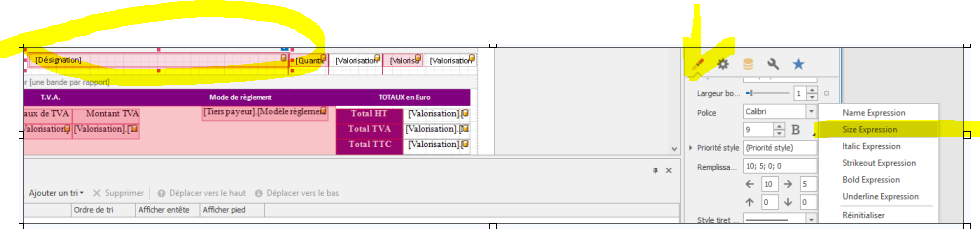 [Désignation]
[Quantit
[Valorisation
[Valoris
[Valorisation]
r [une bande par rapport]
T.V.A.
Mode de règlement
TOTAUX en Euro
aux de TVA
Montant TVA
[Tiers payeur].[Modèle règleme
Total HT
[Valorisation].[
Valorisation
[Valorisation].[
Total TVA
[Valorisation].[
Total TTC
[Valorisation].[
Ajouter un tri
Supprimer
Déplacer vers le haut
Déplacer vers le bas
Ordre de tri
Afficher entête
Afficher pied
Largeur bo...
1
Police
Calibri
9
B
Priorité style
(Priorité style)
Remplissa...
10; 5; 0; 0
10
5
0
0
Style tiret ...
Name Expression
Size Expression
Italic Expression
Strikeout Expression
Bold Expression
Underline Expression
Réinitialiser